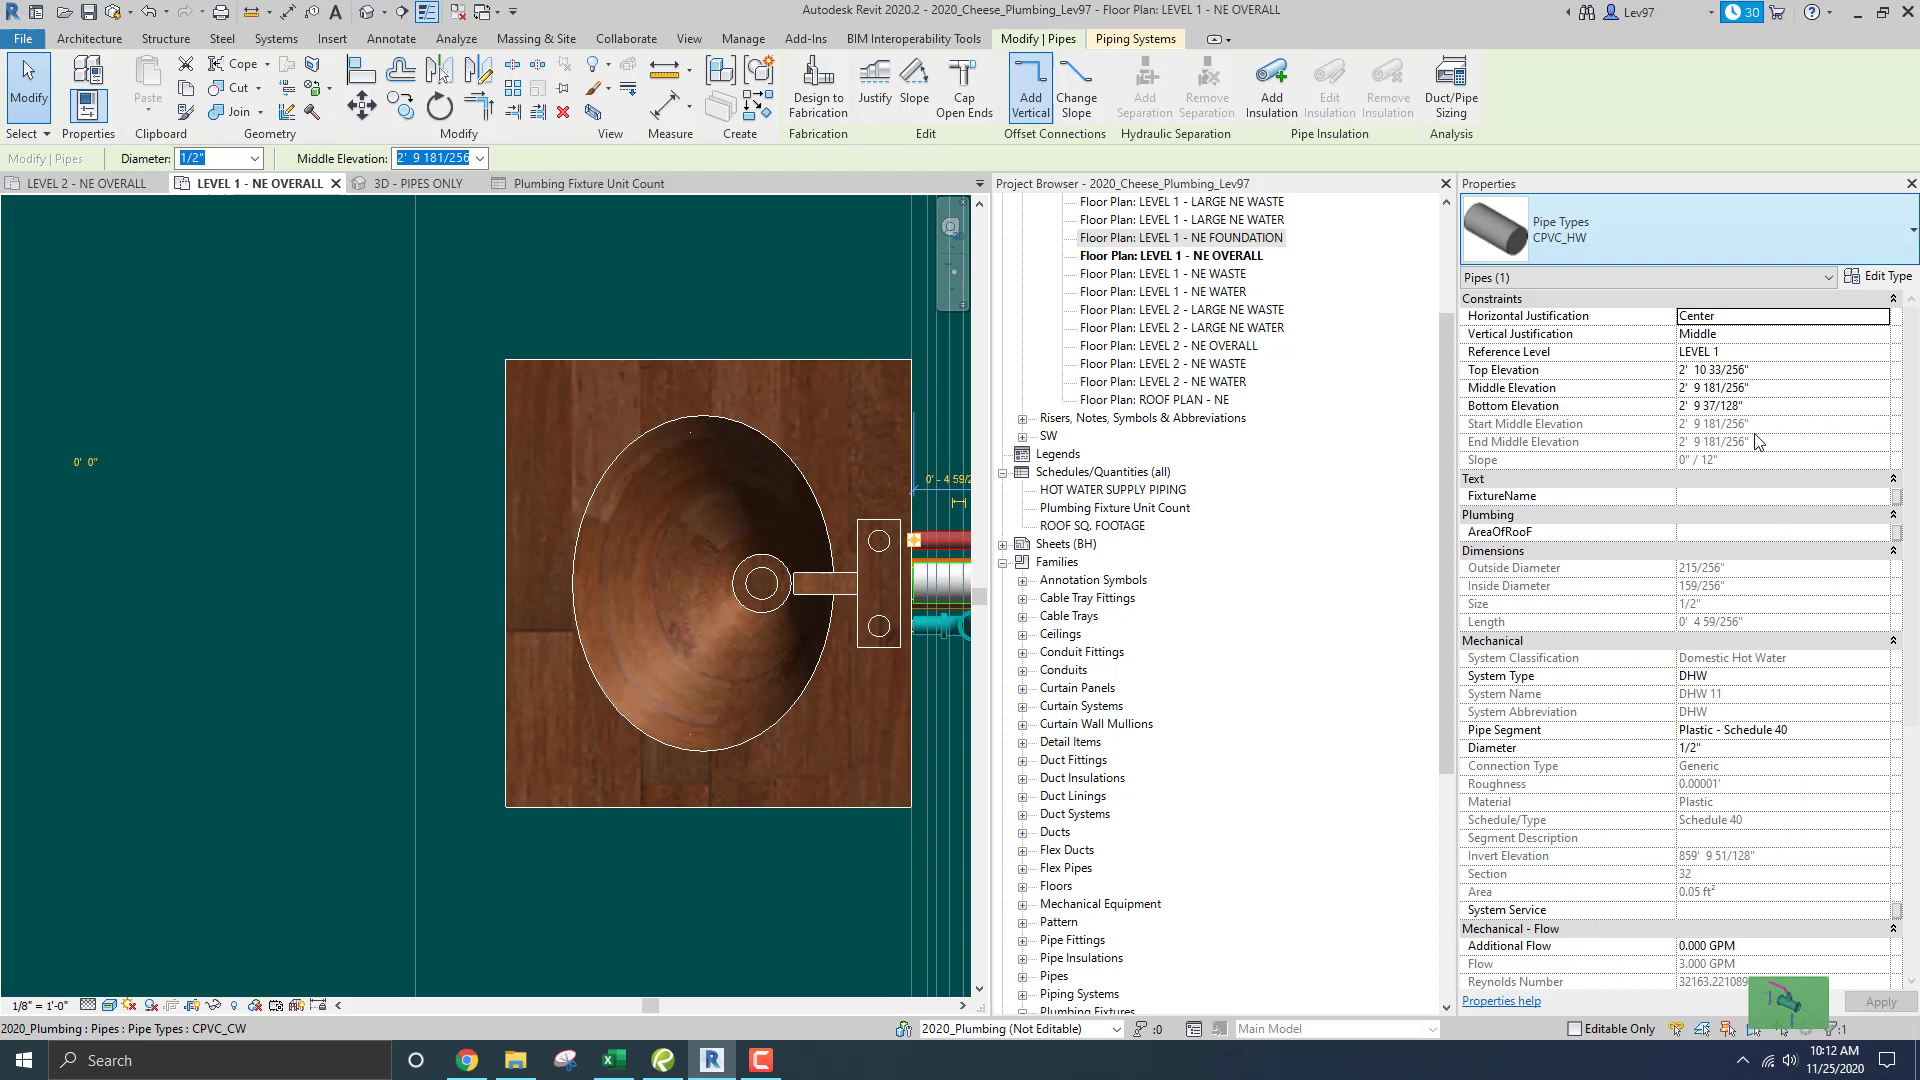 Autodesk Revit 2020.2 - 2020_Cheese_Plumbing_Lev97 - Floor Plan: LEVEL 1 - NE OVERALL
Lev97
30
File Architecture Structure Steel Systems Insert Annotate Analyze Massing & Site Collaborate View Manage Add-Ins BIM Interoperability Tools Modify | Pipes Piping Systems
Modify
Paste
Cope
Cut
Join
Design to Fabrication
Justify
Slope
Cap Open Ends
Add Vertical
Change Slope
Add Separation
Remove Separation
Add Insulation
Edit Insulation
Remove Insulation
Duct/Pipe Sizing
Select Properties Clipboard Geometry Modify View Measure Create Fabrication Edit Offset Connections Hydraulic Separation Pipe Insulation Analysis
Modify | Pipes Diameter: 1/2" Middle Elevation: 2' 9 181/256
LEVEL 2 - NE OVERALL LEVEL 1 - NE OVERALL 3D - PIPES ONLY Plumbing Fixture Unit Count
0' 0"
0' - 4 59/2
Project Browser - 2020_Cheese_Plumbing_Lev97
Floor Plan: LEVEL 1 - LARGE NE WASTE
Floor Plan: LEVEL 1 - LARGE NE WATER
Floor Plan: LEVEL 1 - NE FOUNDATION
Floor Plan: LEVEL 1 - NE OVERALL
Floor Plan: LEVEL 1 - NE WASTE
Floor Plan: LEVEL 1 - NE WATER
Floor Plan: LEVEL 2 - LARGE NE WASTE
Floor Plan: LEVEL 2 - LARGE NE WATER
Floor Plan: LEVEL 2 - NE OVERALL
Floor Plan: LEVEL 2 - NE WASTE
Floor Plan: LEVEL 2 - NE WATER
Floor Plan: ROOF PLAN - NE
Risers, Notes, Symbols & Abbreviations
SW
Legends
Schedules/Quantities (all)
HOT WATER SUPPLY PIPING
Plumbing Fixture Unit Count
ROOF SQ. FOOTAGE
Sheets (BH)
Families
Annotation Symbols
Cable Tray Fittings
Cable Trays
Ceilings
Conduit Fittings
Conduits
Curtain Panels
Curtain Systems
Curtain Wall Mullions
Detail Items
Duct Fittings
Duct Insulations
Duct Linings
Duct Systems
Ducts
Flex Ducts
Flex Pipes
Floors
Mechanical Equipment
Pattern
Pipe Fittings
Pipe Insulations
Pipes
Piping Systems
Plumbing Fixtures
Properties
Pipe Types
CPVC_HW
Pipes (1) Edit Type
Constraints
Horizontal Justification Center
Vertical Justification Middle
Reference Level LEVEL 1
Top Elevation 2' 10 33/256"
Middle Elevation 2' 9 181/256"
Bottom Elevation 2' 9 37/128"
Start Middle Elevation 2' 9 181/256"
End Middle Elevation 2' 9 181/256"
Slope 0" / 12"
Text
FixtureName
Plumbing
AreaOfRooF
Dimensions
Outside Diameter 215/256"
Inside Diameter 159/256"
Size 1/2"
Length 0' 4 59/256"
Mechanical
System Classification Domestic Hot Water
System Type DHW
System Name DHW 11
System Abbreviation DHW
Pipe Segment Plastic - Schedule 40
Diameter 1/2"
Connection Type Generic
Roughness 0.00001'
Material Plastic
Schedule/Type Schedule 40
Segment Description
Invert Elevation 859' 9 51/128"
Section 32
Area 0.05 ft²
System Service
Mechanical - Flow
Additional Flow 0.000 GPM
Flow 3.000 GPM
Reynolds Number 32163.221089
Properties help Apply
1/8" = 1'-0"
2020_Plumbing : Pipes : Pipe Types : CPVC_CW 2020_Plumbing (Not Editable) :0 Main Model Editable Only :1
Search
10:12 AM
11/25/2020